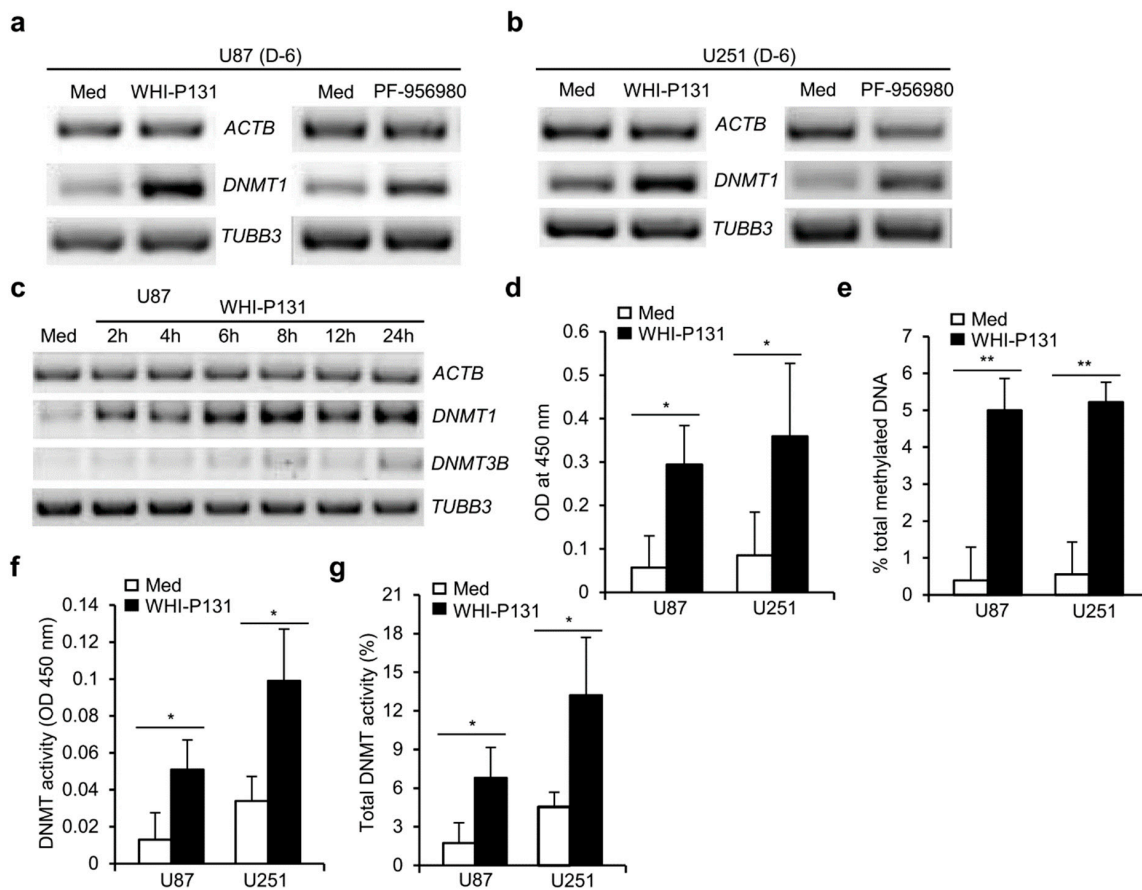 a
U87 (D-6)
Med WHI-P131 Med PF-956980
ACTB
DNMT1
TUBB3
b
U251 (D-6)
Med WHI-P131 Med PF-956980
ACTB
DNMT1
TUBB3
c
U87
WHI-P131
Med 2h 4h 6h 8h 12h 24h
ACTB
DNMT1
DNMT3B
TUBB3
d
Med
WHI-P131
OD at 450 nm
0.6
0.5
0.4
0.3
0.2
0.1
0
*
*
U87 U251
e
Med
WHI-P131
% total methylated DNA
7
6
5
4
3
2
1
0
**
**
U87 U251
f
Med
WHI-P131
DNMT activity (OD 450 nm)
0.14
0.12
0.1
0.08
0.06
0.04
0.02
0
*
*
U87 U251
g
Med
WHI-P131
Total DNMT activity (%)
21
18
15
12
9
6
3
0
*
*
U87 U251